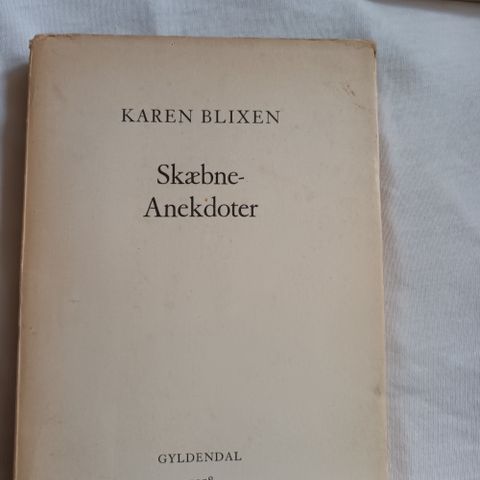 KAREN BLIXEN
Skæbne-
Anekdoter
GYLDENDAL